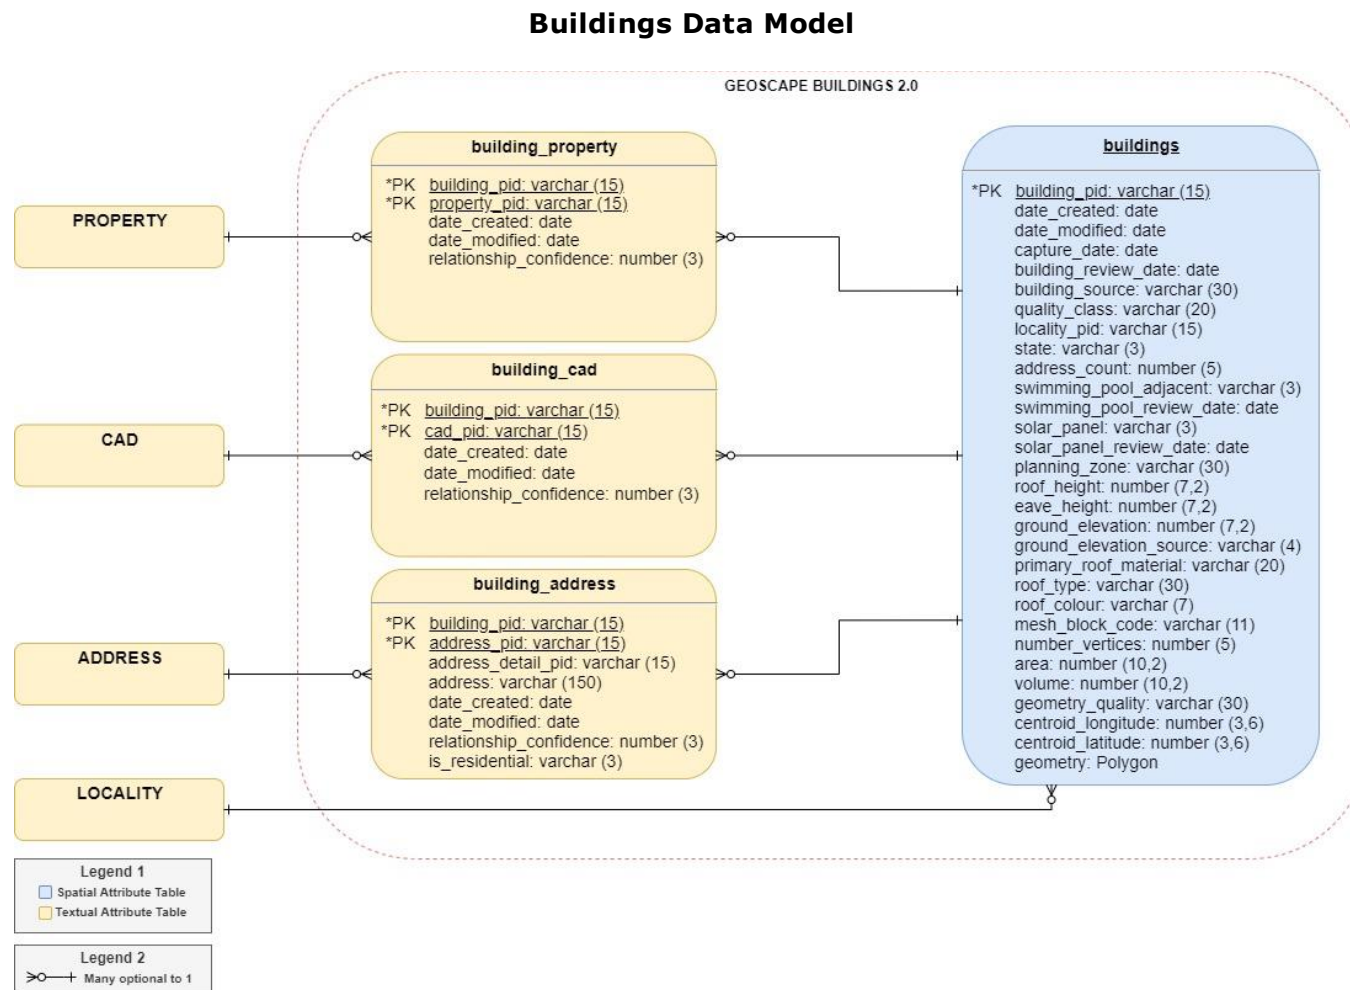 Buildings Data Model
GEOSCAPE BUILDINGS 2.0
PROPERTY
CAD
ADDRESS
LOCALITY
building_property
*PK building_pid: varchar (15)
*PK property_pid: varchar (15)
date_created: date
date_modified: date
relationship_confidence: number (3)
building_cad
*PK building_pid: varchar (15)
*PK cad_pid: varchar (15)
date_created: date
date_modified: date
relationship_confidence: number (3)
building_address
*PK building_pid: varchar (15)
*PK address_pid: varchar (15)
address_detail_pid: varchar (15)
address: varchar (150)
date_created: date
date_modified: date
relationship_confidence: number (3)
is_residential: varchar (3)
buildings
*PK building_pid: varchar (15)
date_created: date
date_modified: date
capture_date: date
building_review_date: date
building_source: varchar (30)
quality_class: varchar (20)
locality_pid: varchar (15)
state: varchar (3)
address_count: number (5)
swimming_pool_adjacent: varchar (3)
swimming_pool_review_date: date
solar_panel: varchar (3)
solar_panel_review_date: date
planning_zone: varchar (30)
roof_height: number (7,2)
eave_height: number (7,2)
ground_elevation: number (7,2)
ground_elevation_source: varchar (4)
primary_roof_material: varchar (20)
roof_type: varchar (30)
roof_colour: varchar (7)
mesh_block_code: varchar (11)
number_vertices: number (5)
area: number (10,2)
volume: number (10,2)
geometry_quality: varchar (30)
centroid_longitude: number (3,6)
centroid_latitude: number (3,6)
geometry: Polygon
Legend 1
Spatial Attribute Table
Textual Attribute Table
Legend 2
Many optional to 1